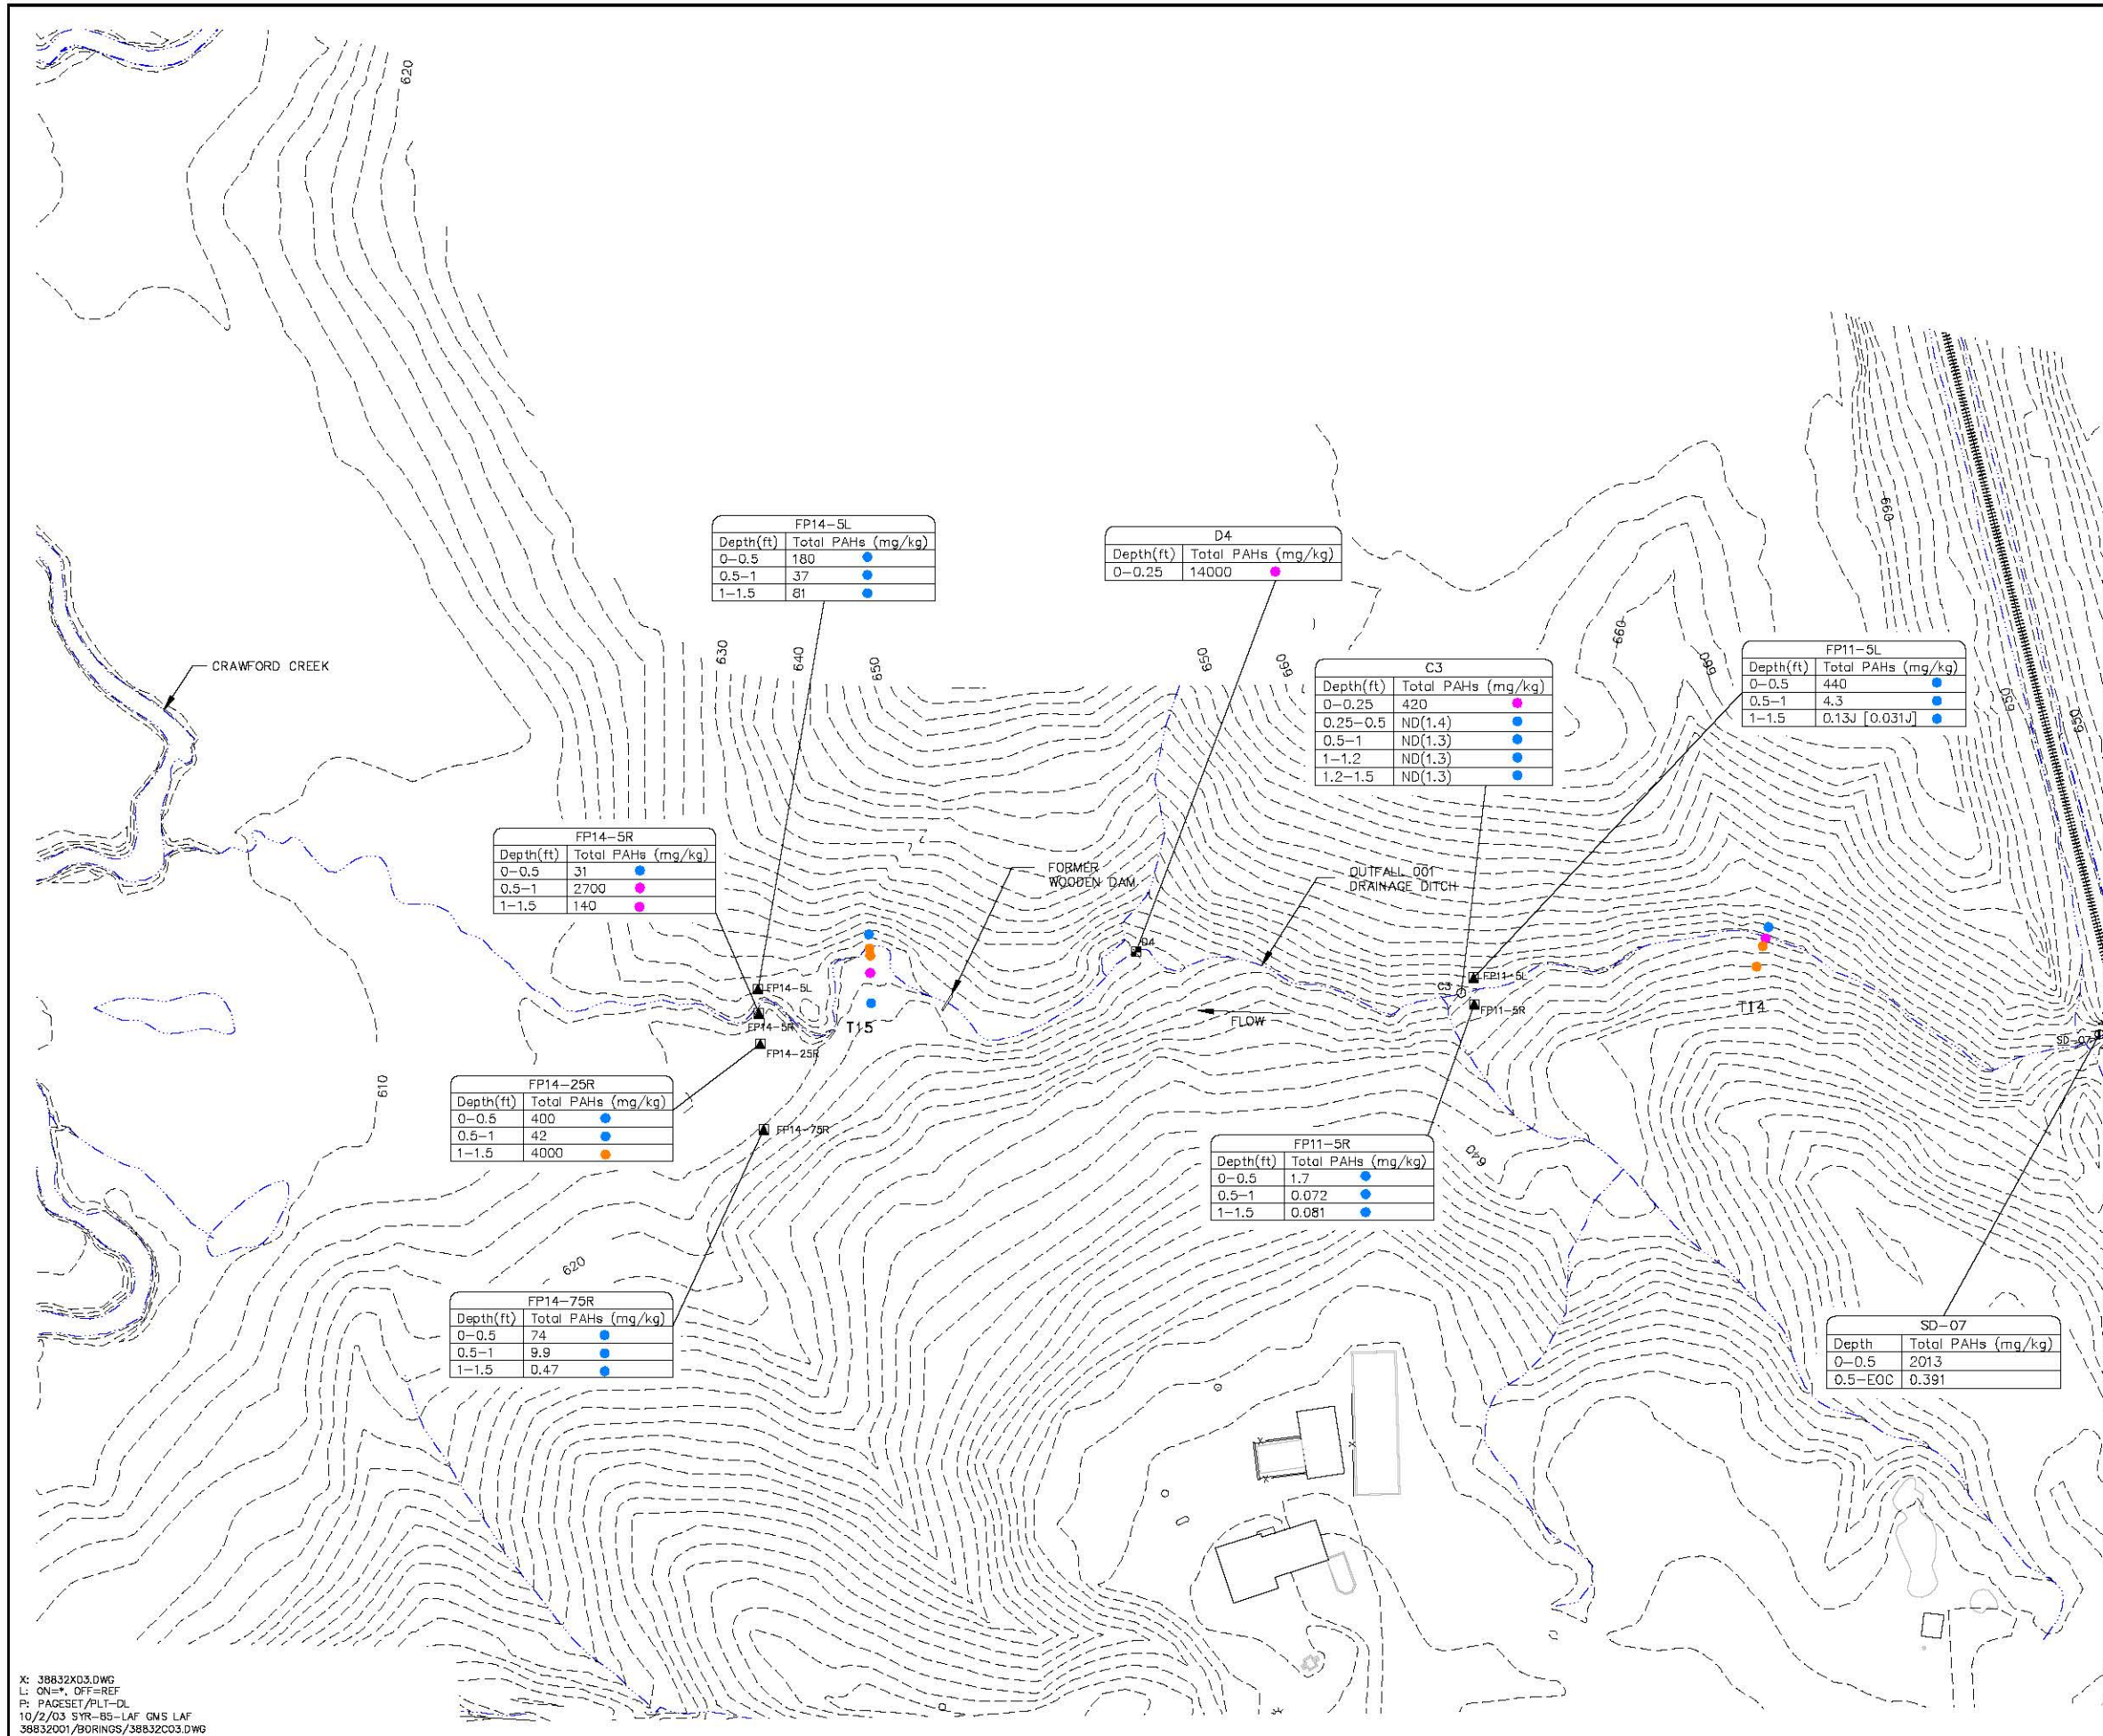 620
FP14-5L
Depth(ft) Total PAHs (mg/kg)
0-0.5 180
0.5-1 37
1-1.5 81
D4
Depth(ft) Total PAHs (mg/kg)
0-0.25 14000
660
CRAWFORD CREEK
630
640
650
650
660
660
660
650
650
C3
Depth(ft) Total PAHs (mg/kg)
0-0.25 420
0.25-0.5 ND(1.4)
0.5-1 ND(1.3)
1-1.2 ND(1.3)
1.2-1.5 ND(1.3)
FP11-5L
Depth(ft) Total PAHs (mg/kg)
0-0.5 440
0.5-1 4.3
1-1.5 0.13J [0.031J]
FP14-5R
Depth(ft) Total PAHs (mg/kg)
0-0.5 31
0.5-1 2700
1-1.5 140
FORMER
WOODEN DAM
OUTFALL 001
DRAINAGE DITCH
D4
FP14-5L
FP14-5R
T15
FP14-25R
FLOW
C3
FP11-5L
FP11-5R
T14
SD-07
610
FP14-25R
Depth(ft) Total PAHs (mg/kg)
0-0.5 400
0.5-1 42
1-1.5 4000
FP14-75R
FP11-5R
Depth(ft) Total PAHs (mg/kg)
0-0.5 1.7
0.5-1 0.072
1-1.5 0.081
640
620
FP14-75R
Depth(ft) Total PAHs (mg/kg)
0-0.5 74
0.5-1 9.9
1-1.5 0.47
SD-07
Depth Total PAHs (mg/kg)
0-0.5 2013
0.5-EOC 0.391
X: 38832X03.DWG
L: ON=*, OFF=REF
P: PAGESET/PLT-DL
10/2/03 SYR-85-LAF GMS LAF
38832001/BORINGS/38832C03.DWG